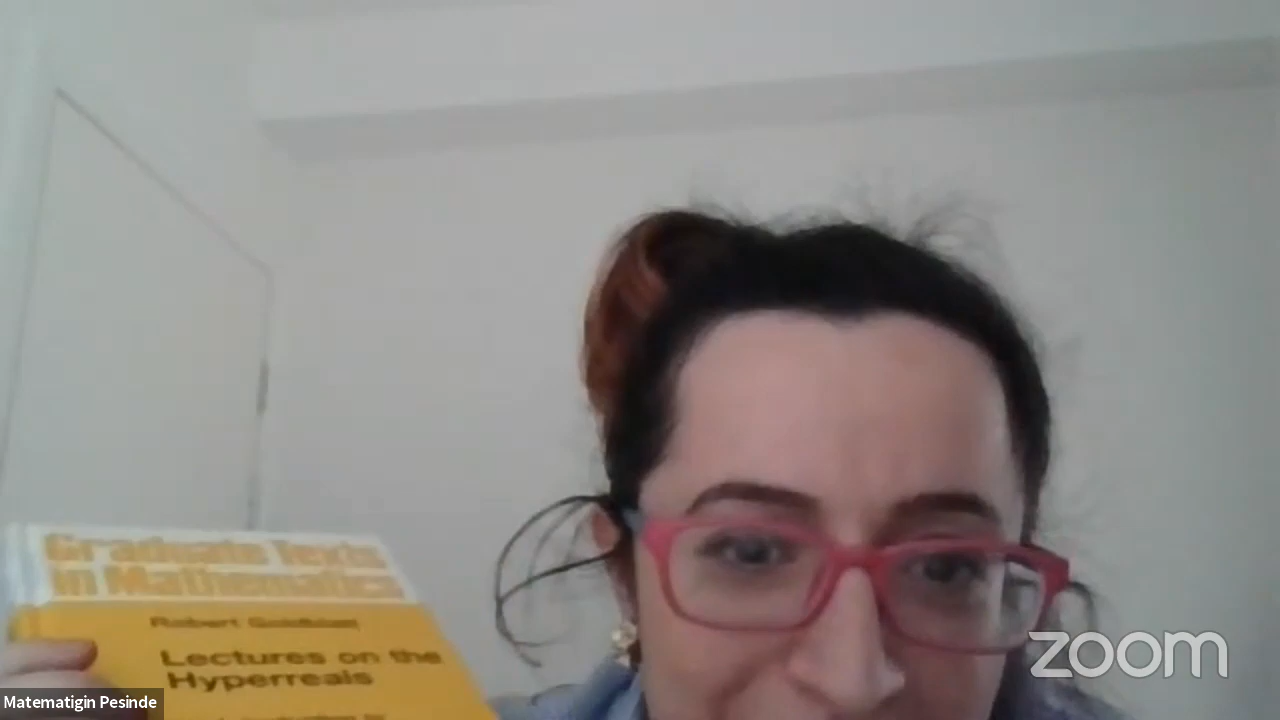 Graduate Texts
in Mathematics
Robert Goldblatt
Lectures on the
Hyperreals
zoom
Matematigin Pesinde